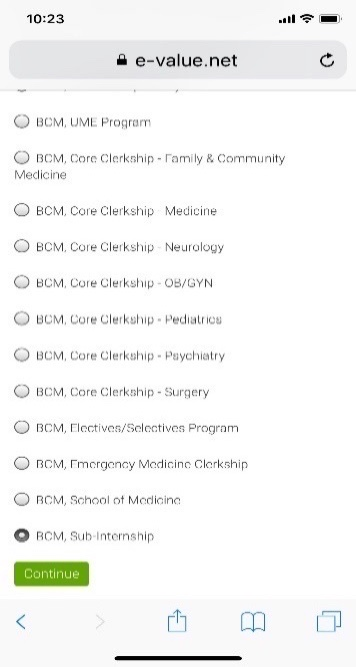 10:23
e-value.net
BCM, UME Program
BCM, Core Clerkship - Family & Community
Medicine
BCM, Core Clerkship - Medicine
BCM, Core Clerkship - Neurology
BCM, Core Clerkship - OB/GYN
BCM, Core Clerkship - Pediatrics
BCM, Core Clerkship - Psychiatry
BCM, Core Clerkship - Surgery
BCM, Electives/Selectives Program
BCM, Emergency Medicine Clerkship
BCM, School of Medicine
BCM, Sub-Internship
Continue